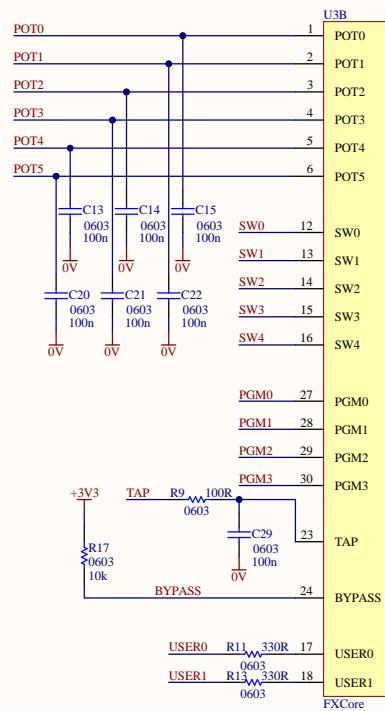 U3B
POT0 1 POT0
POT1 2 POT1
POT2 3 POT2
POT3 4 POT3
POT4 5 POT4
POT5 6 POT5
C13 C14 C15
0603 0603 0603
100n 100n 100n
SW0 12 SW0
0V 0V 0V
SW1 13 SW1
C20 C21 C22
SW2 14 SW2
0603 0603 0603
100n 100n 100n
SW3 15 SW3
SW4 16 SW4
0V 0V 0V
PGM0 27 PGM0
PGM1 28 PGM1
PGM2 29 PGM2
PGM3 30 PGM3
+3V3 TAP R9 100R
0603
C29
23 TAP
R17 0603
0603 100n
10k 0V
BYPASS 24 BYPASS
USER0 R11 330R 17 USER0
0603
USER1 R13 330R 18 USER1
0603
FXCore